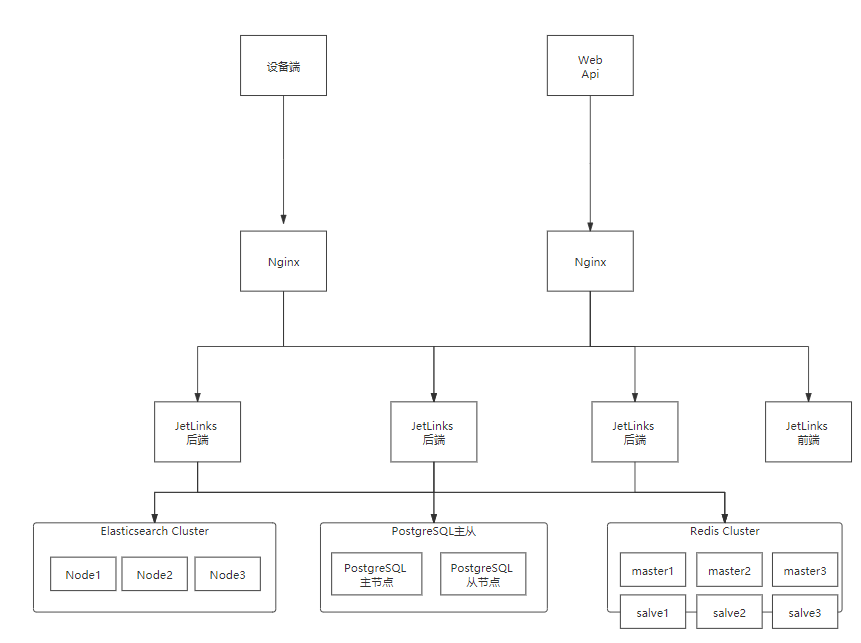 设备端
Web
Api
Nginx
Nginx
JetLinks
后端
JetLinks
后端
JetLinks
后端
JetLinks
前端
Elasticsearch Cluster
Node1
Node2
Node3
PostgreSQL主从
PostgreSQL
主节点
PostgreSQL
从节点
Redis Cluster
master1
master2
master3
salve1
salve2
salve3